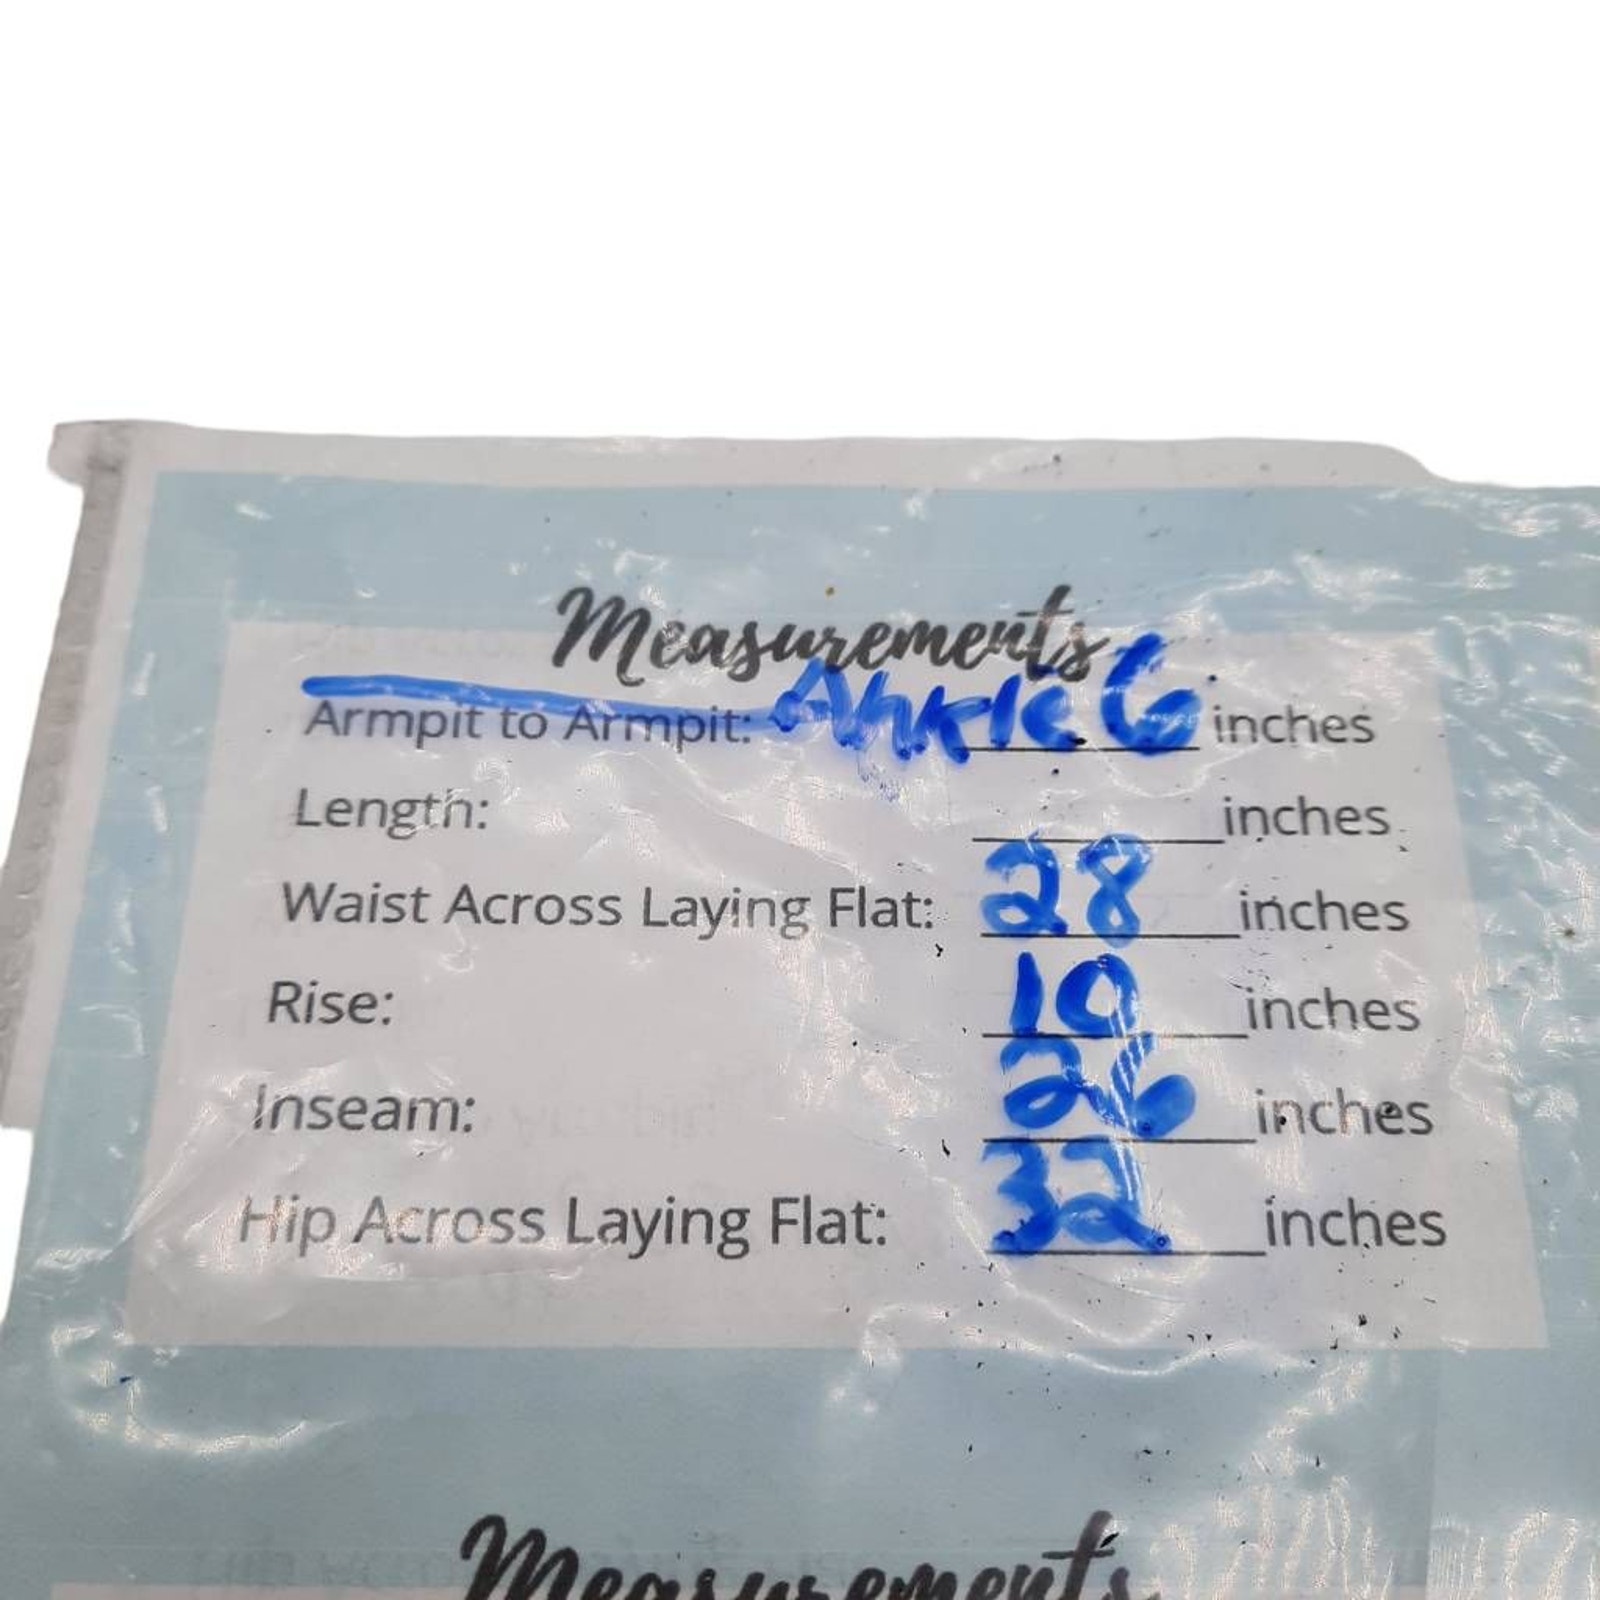 Measurements
Armpit to Armpit: Ankle 6 inches
Length: inches
Waist Across Laying Flat: 28 inches
Rise: 10 inches
Inseam: 26 inches
Hip Across Laying Flat: 32 inches
Measurements